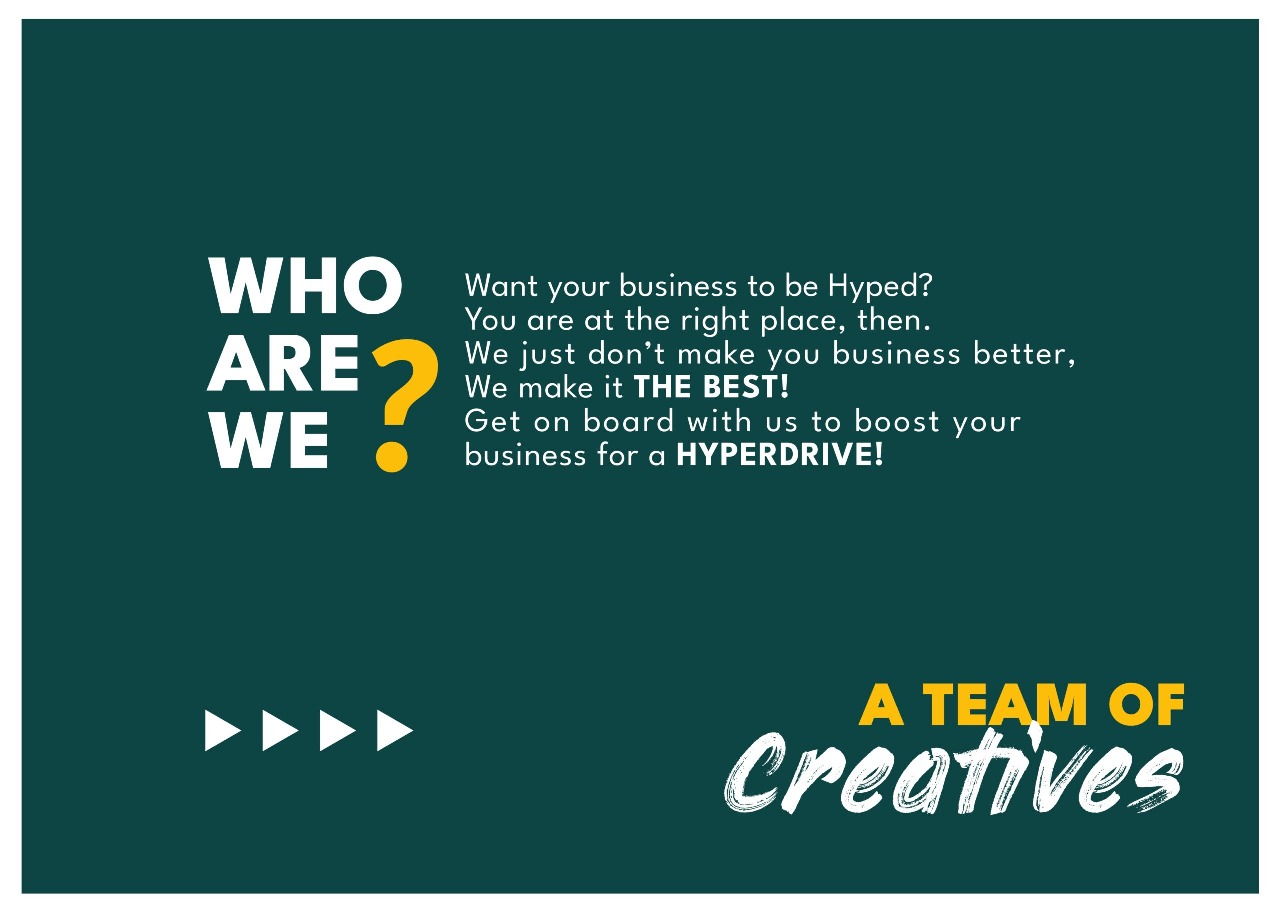 WHO
ARE
WE ?
Want your business to be Hyped?
You are at the right place, then.
We just don’t make you business better,
We make it THE BEST!
Get on board with us to boost your
business for a HYPERDRIVE!
A TEAM OF
Creatives